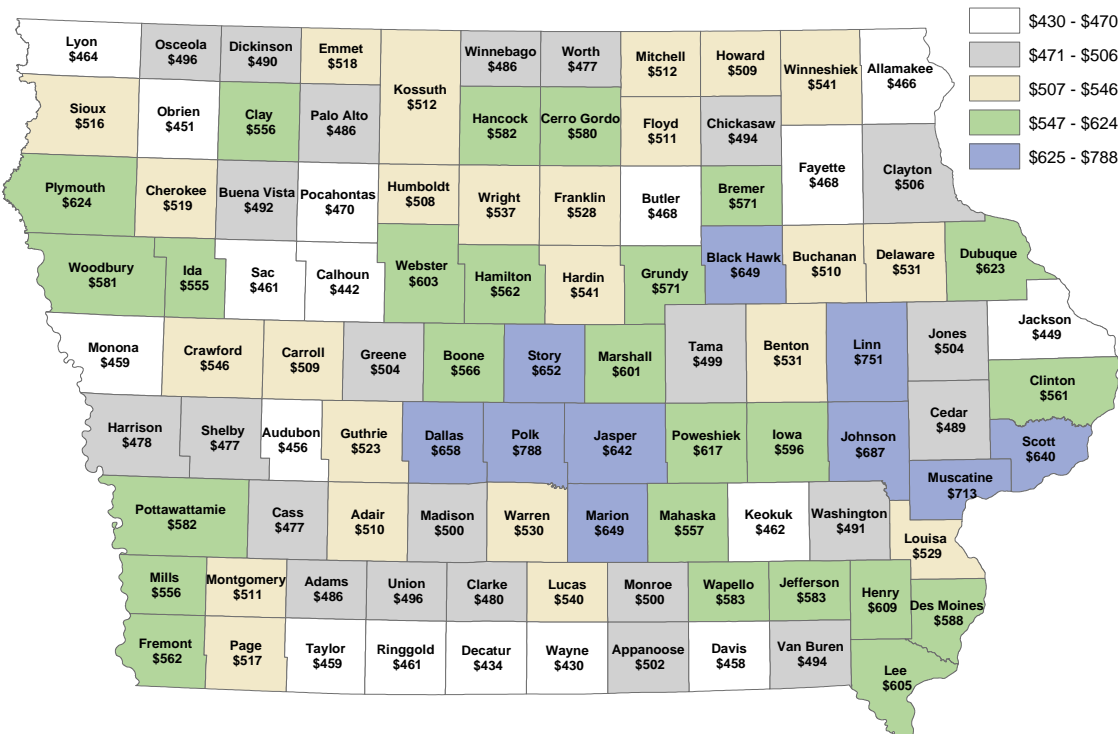 $430 - $470
$471 - $506
$507 - $546
$547 - $624
$625 - $788
Lyon
$464
Osceola
$496
Dickinson
$490
Emmet
$518
Kossuth
$512
Winnebago
$486
Worth
$477
Mitchell
$512
Howard
$509
Winneshiek
$541
Allamakee
$466
Sioux
$516
Obrien
$451
Clay
$556
Palo Alto
$486
Hancock
$582
Cerro Gordo
$580
Floyd
$511
Chickasaw
$494
Fayette
$468
Clayton
$506
Plymouth
$624
Cherokee
$519
Buena Vista
$492
Pocahontas
$470
Humboldt
$508
Wright
$537
Franklin
$528
Butler
$468
Bremer
$571
Woodbury
$581
Ida
$555
Sac
$461
Calhoun
$442
Webster
$603
Hamilton
$562
Hardin
$541
Grundy
$571
Black Hawk
$649
Buchanan
$510
Delaware
$531
Dubuque
$623
Monona
$459
Crawford
$546
Carroll
$509
Greene
$504
Boone
$566
Story
$652
Marshall
$601
Tama
$499
Benton
$531
Linn
$751
Jones
$504
Jackson
$449
Clinton
$561
Harrison
$478
Shelby
$477
Audubon
$456
Guthrie
$523
Dallas
$658
Polk
$788
Jasper
$642
Poweshiek
$617
Iowa
$596
Johnson
$687
Cedar
$489
Scott
$640
Muscatine
$713
Pottawattamie
$582
Cass
$477
Adair
$510
Madison
$500
Warren
$530
Marion
$649
Mahaska
$557
Keokuk
$462
Washington
$491
Louisa
$529
Mills
$556
Montgomery
$511
Adams
$486
Union
$496
Clarke
$480
Lucas
$540
Monroe
$500
Wapello
$583
Jefferson
$583
Henry
$609
Des Moines
$588
Fremont
$562
Page
$517
Taylor
$459
Ringgold
$461
Decatur
$434
Wayne
$430
Appanoose
$502
Davis
$458
Van Buren
$494
Lee
$605